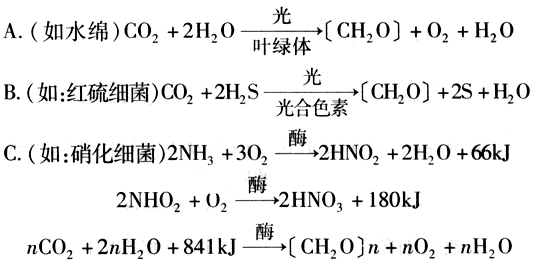 A.(如水绵)CO₂+2H₂O —光/叶绿体→〔CH₂O〕+O₂+H₂O
B.(如:红硫细菌)CO₂+2H₂S —光/光合色素→〔CH₂O〕+2S+H₂O
C.(如:硝化细菌)2NH₃+3O₂ —酶→2HNO₂+2H₂O+66kJ
2NHO₂+O₂ —酶→2HNO₃+180kJ
nCO₂+2nH₂O+841kJ —酶→〔CH₂O〕n+nO₂+nH₂O